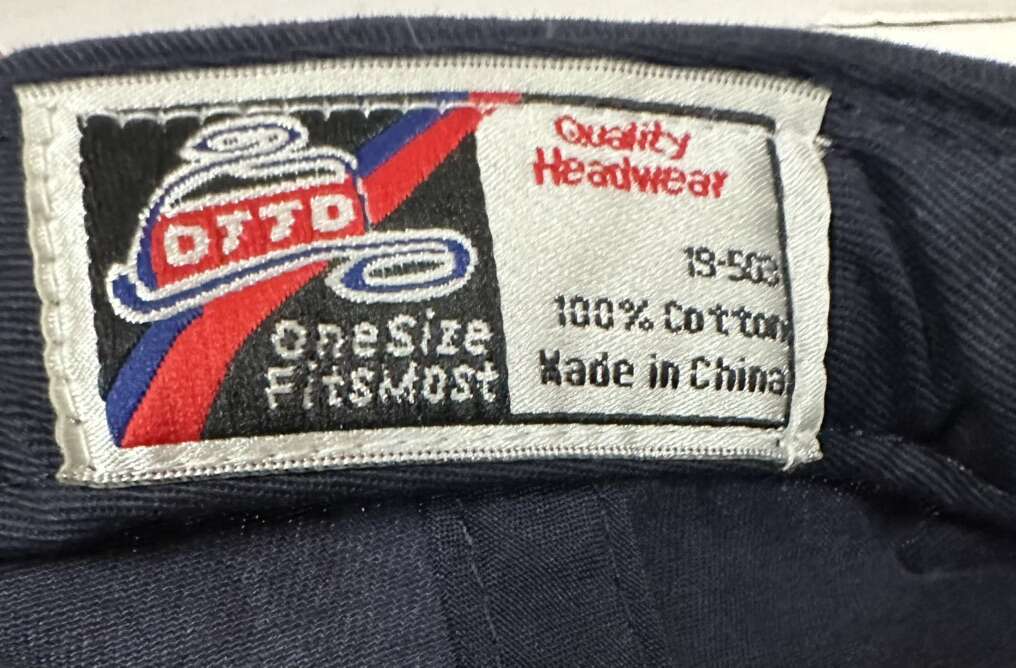 OTTO
One Size
Fits Most
Quality
Headwear
19-503
100% Cotton
Made in China